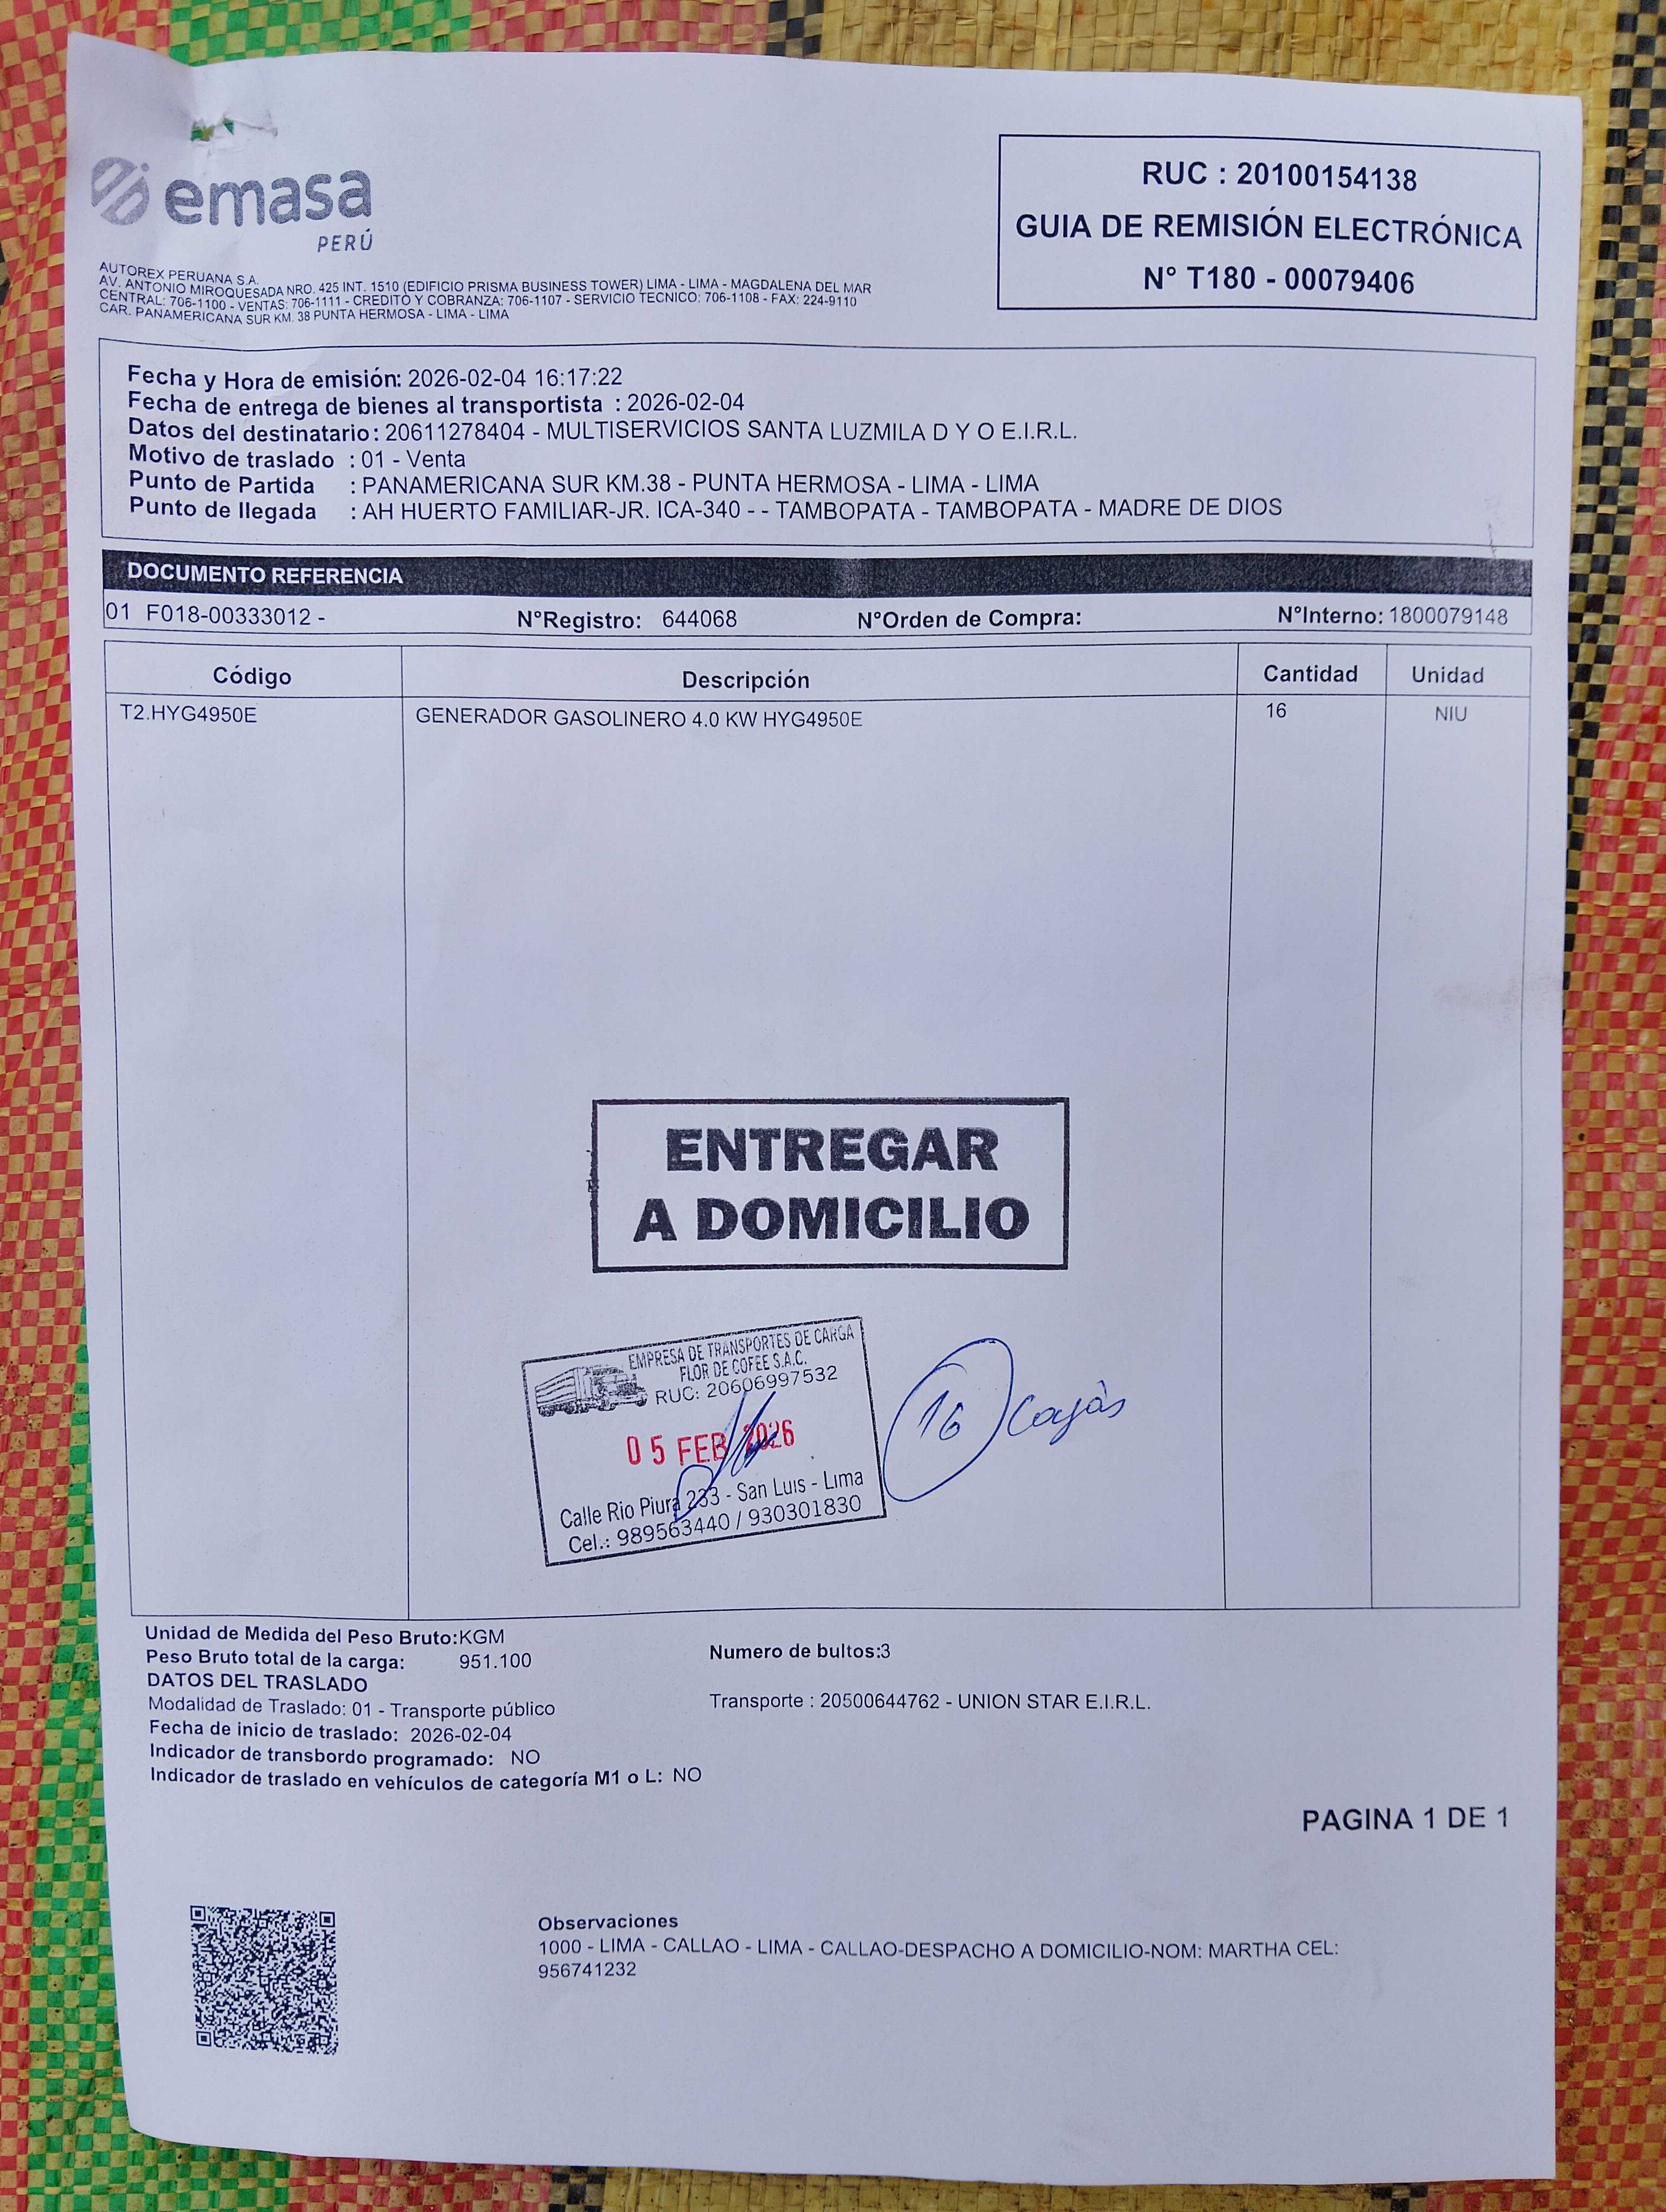 emasa
PERÚ
RUC : 20100154138
GUIA DE REMISIÓN ELECTRÓNICA
N° T180 - 00079406
AUTOREX PERUANA S.A.
AV. ANTONIO MIROQUESADA NRO. 425 INT. 1510 (EDIFICIO PRISMA BUSINESS TOWER) LIMA - LIMA - MAGDALENA DEL MAR
CENTRAL: 706-1100 - VENTAS: 706-1111 - CREDITO Y COBRANZA: 706-1107 - SERVICIO TECNICO: 706-1108 - FAX: 224-9110
CAR. PANAMERICANA SUR KM. 38 PUNTA HERMOSA - LIMA - LIMA
Fecha y Hora de emisión: 2026-02-04 16:17:22
Fecha de entrega de bienes al transportista : 2026-02-04
Datos del destinatario: 20611278404 - MULTISERVICIOS SANTA LUZMILA D Y O E.I.R.L.
Motivo de traslado : 01 - Venta
Punto de Partida : PANAMERICANA SUR KM.38 - PUNTA HERMOSA - LIMA - LIMA
Punto de llegada : AH HUERTO FAMILIAR-JR. ICA-340 - - TAMBOPATA - TAMBOPATA - MADRE DE DIOS
DOCUMENTO REFERENCIA
01 F018-00333012 - N°Registro: 644068 N°Orden de Compra: N°Interno: 1800079148
Código Descripción Cantidad Unidad
T2.HYG4950E GENERADOR GASOLINERO 4.0 KW HYG4950E 16 NIU
ENTREGAR
A DOMICILIO
EMPRESA DE TRANSPORTES DE CARGA
FLOR DE COFEE S.A.C.
RUC: 20606997532
05 FEB 2026
Calle Rio Piura 233 - San Luis - Lima
Cel.: 989563440 / 930301830
16 Cajas
Unidad de Medida del Peso Bruto:KGM
Peso Bruto total de la carga: 951.100
Numero de bultos:3
DATOS DEL TRASLADO
Modalidad de Traslado: 01 - Transporte público
Transporte : 20500644762 - UNION STAR E.I.R.L.
Fecha de inicio de traslado: 2026-02-04
Indicador de transbordo programado: NO
Indicador de traslado en vehículos de categoría M1 o L: NO
PAGINA 1 DE 1
Observaciones
1000 - LIMA - CALLAO - LIMA - CALLAO-DESPACHO A DOMICILIO-NOM: MARTHA CEL:
956741232